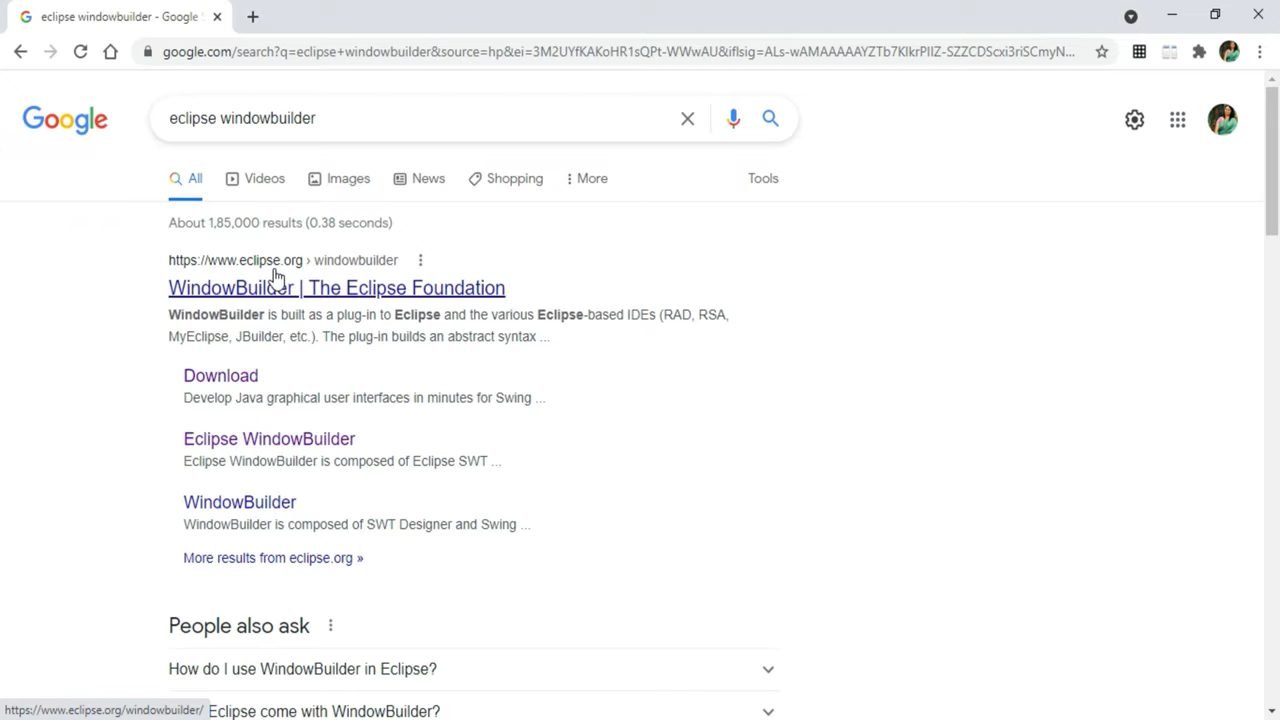 eclipse windowbuilder - Google
google.com/search?q=eclipse+windowbuilder&source=hp&ei=3M2UYfKAKoHR1sQPt-WWwAU&iflsig=ALs-wAMAAAAAYZTb7KIkrPIIZ-SZZCDScxi3riSCmyN...
Google
eclipse windowbuilder
All Videos Images News Shopping More Tools
About 1,85,000 results (0.38 seconds)
https://www.eclipse.org › windowbuilder
WindowBuilder | The Eclipse Foundation
WindowBuilder is built as a plug-in to Eclipse and the various Eclipse-based IDEs (RAD, RSA,
MyEclipse, JBuilder, etc.). The plug-in builds an abstract syntax ...
Download
Develop Java graphical user interfaces in minutes for Swing ...
Eclipse WindowBuilder
Eclipse WindowBuilder is composed of Eclipse SWT ...
WindowBuilder
WindowBuilder is composed of SWT Designer and Swing ...
More results from eclipse.org »
People also ask
How do I use WindowBuilder in Eclipse?
Eclipse come with WindowBuilder?
https://www.eclipse.org/windowbuilder/